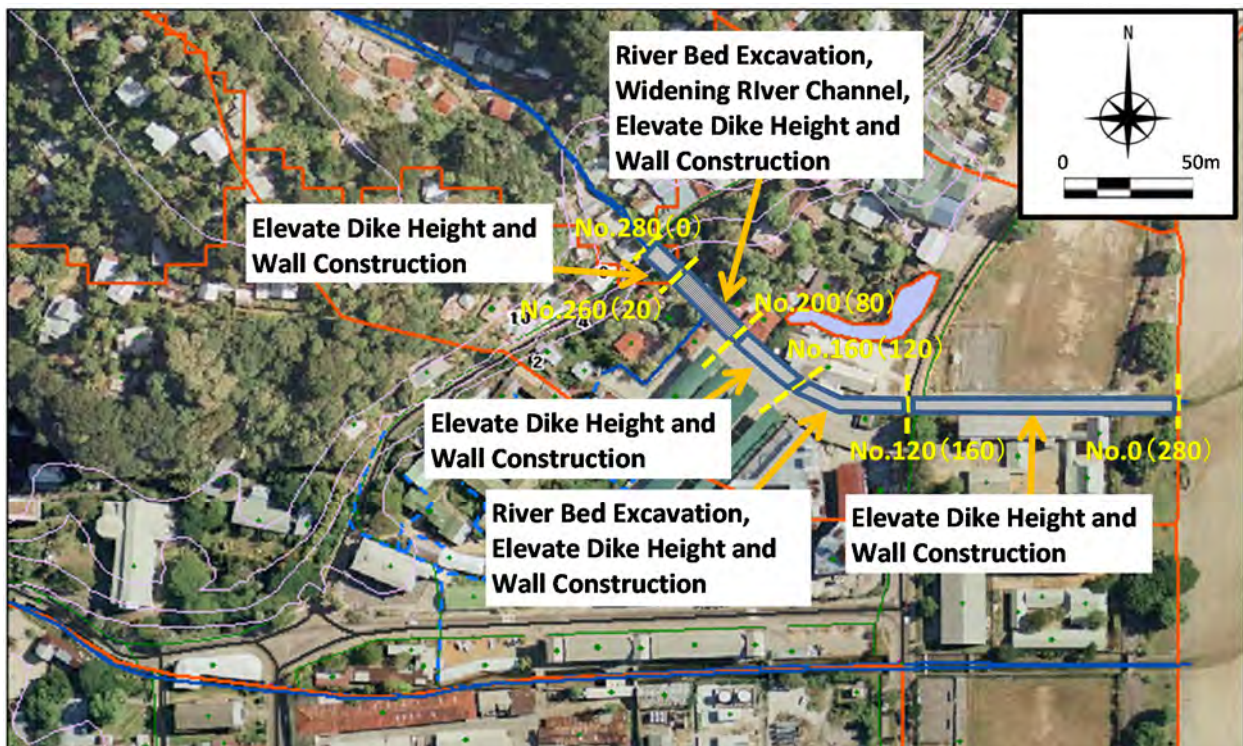 River Bed Excavation,
Widening RIver Channel,
Elevate Dike Height and
Wall Construction
N
0
50m
Elevate Dike Height and
Wall Construction
No.280(0)
No.260(20)
No.200(80)
No.160(120)
10
4
2
Elevate Dike Height and
Wall Construction
No.120(160)
No.0(280)
River Bed Excavation,
Elevate Dike Height and
Wall Construction
Elevate Dike Height and
Wall Construction